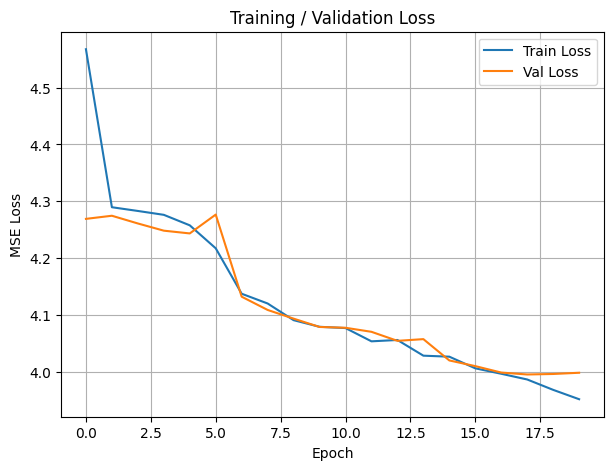 Training / Validation Loss
Train Loss
Val Loss
MSE Loss
4.5
4.4
4.3
4.2
4.1
4.0
0.0 2.5 5.0 7.5 10.0 12.5 15.0 17.5
Epoch